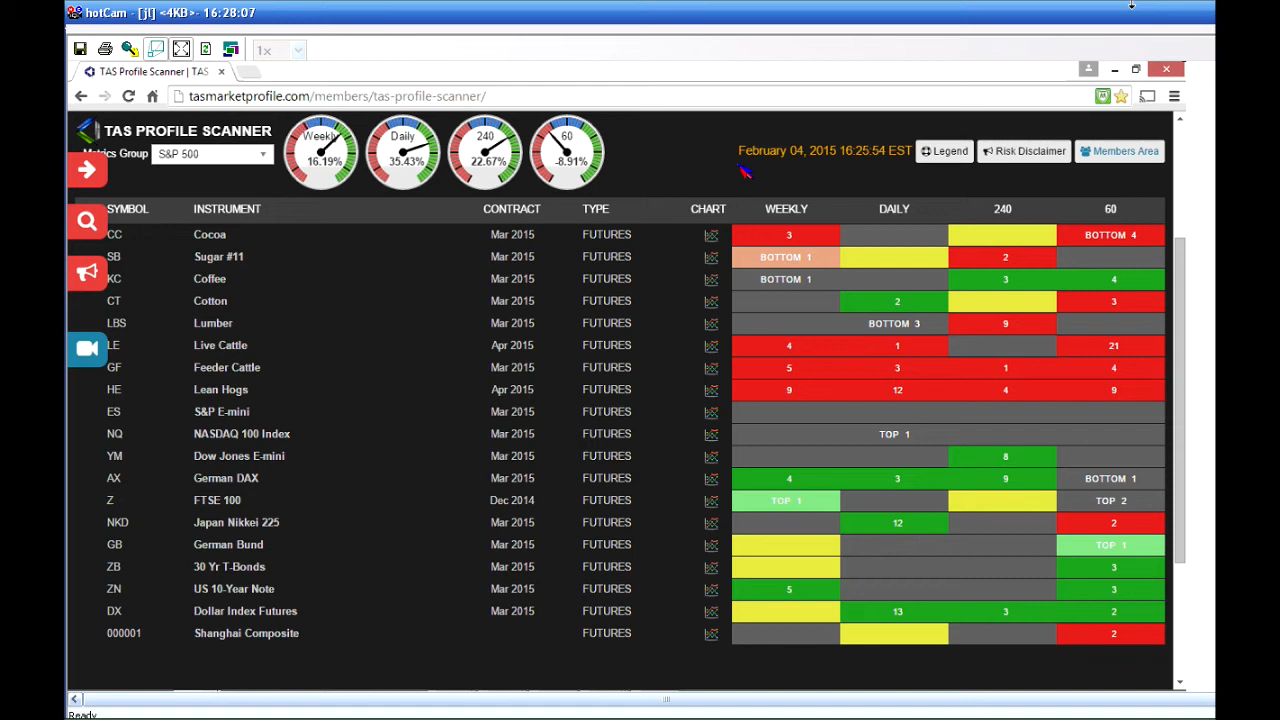 hotCam - [jl] <4KB>- 16:28:07
1x
TAS Profile Scanner | TAS
tasmarketprofile.com/members/tas-profile-scanner/
TAS PROFILE SCANNER
Metrics Group S&P 500
Weekly 16.19%
Daily 35.43%
240 22.67%
60 -8.91%
February 04, 2015 16:25:54 EST Legend Risk Disclaimer Members Area
SYMBOL INSTRUMENT CONTRACT TYPE CHART WEEKLY DAILY 240 60
CC Cocoa Mar 2015 FUTURES 3 BOTTOM 4
SB Sugar #11 Mar 2015 FUTURES BOTTOM 1 2
KC Coffee Mar 2015 FUTURES BOTTOM 1 3 4
CT Cotton Mar 2015 FUTURES 2 3
LBS Lumber Mar 2015 FUTURES BOTTOM 3 9
LE Live Cattle Apr 2015 FUTURES 4 1 21
GF Feeder Cattle Mar 2015 FUTURES 5 3 1 4
HE Lean Hogs Apr 2015 FUTURES 9 12 4 9
ES S&P E-mini Mar 2015 FUTURES
NQ NASDAQ 100 Index Mar 2015 FUTURES TOP 1
YM Dow Jones E-mini Mar 2015 FUTURES 8
AX German DAX Mar 2015 FUTURES 4 3 9 BOTTOM 1
Z FTSE 100 Dec 2014 FUTURES TOP 1 TOP 2
NKD Japan Nikkei 225 Mar 2015 FUTURES 12 2
GB German Bund Mar 2015 FUTURES TOP 1
ZB 30 Yr T-Bonds Mar 2015 FUTURES 3
ZN US 10-Year Note Mar 2015 FUTURES 5 3
DX Dollar Index Futures Mar 2015 FUTURES 13 3 2
000001 Shanghai Composite FUTURES 2
Ready